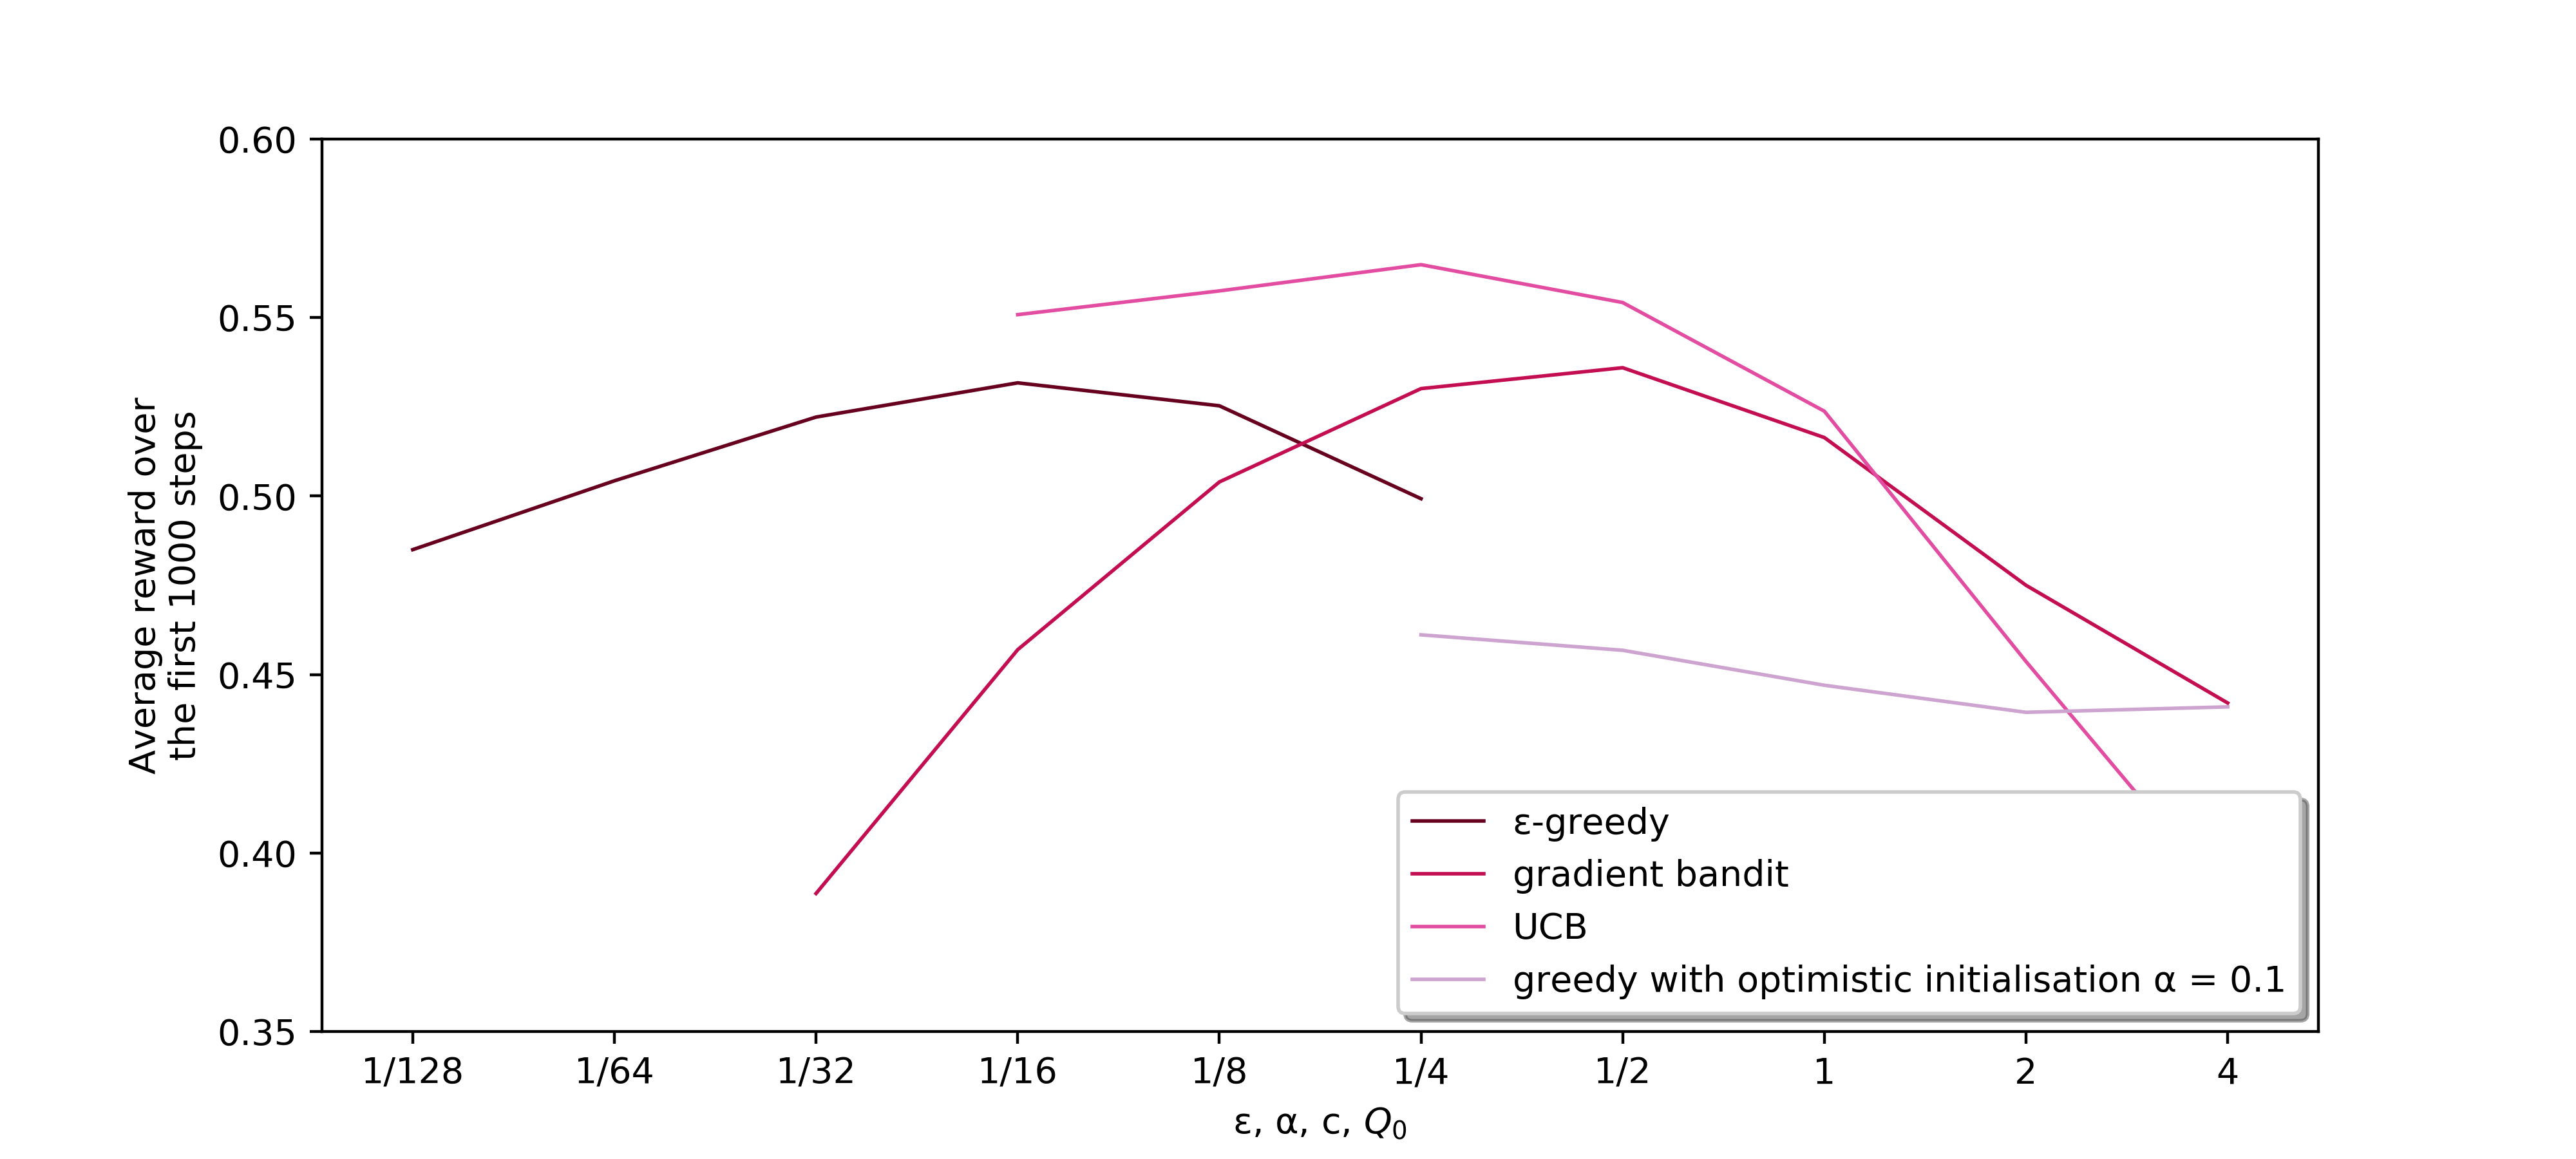 0.60
0.55
0.50
0.45
0.40
0.35
Average reward over
the first 1000 steps
ε-greedy
gradient bandit
UCB
greedy with optimistic initialisation α = 0.1
1/128 1/64 1/32 1/16 1/8 1/4 1/2 1 2 4
ε, α, c, Q₀